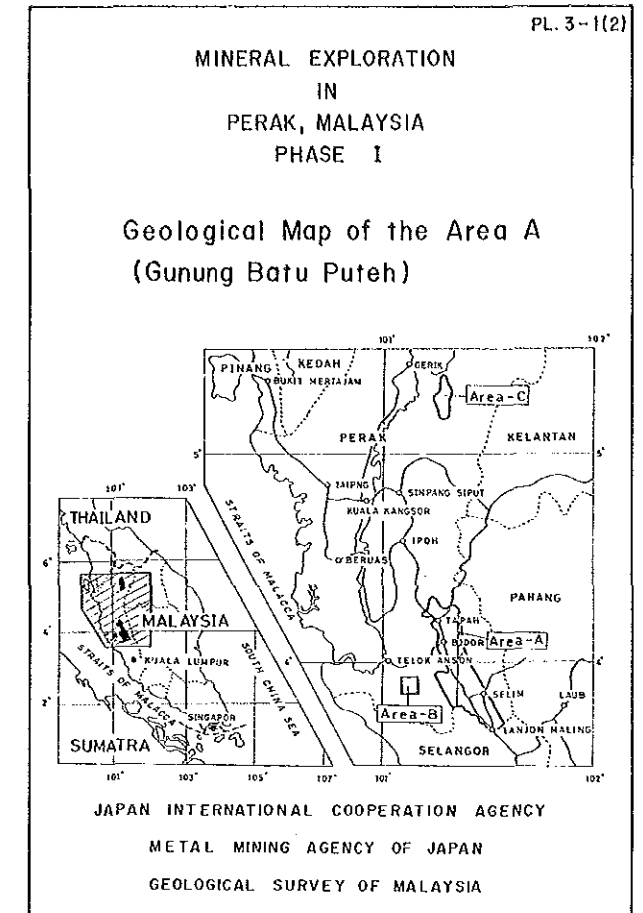 PL. 3-1(2)
MINERAL EXPLORATION
IN
PERAK, MALAYSIA
PHASE I
Geological Map of the Area A
(Gunung Batu Puteh)
101° 102°
PINANG
KEDAH
BUKIT MERTAJAM
GERIK
Area-C
PERAK
KELANTAN
5°
TAIPNG
SINPANG SIPUT
KUALA KANGSOR
STRAITS OF MALACCA
IPOH
BERUAS
PAHANG
TAPAH
BIDOR
Area-A
4°
TELOK ANSON
4°
SELIM
LAUB
Area-B
TANJON MALING
SELANGOR
101° 102°
101° 103°
THAILAND
6°
MALAYSIA
4°
KUALA LUMPUR
STRAITS OF MALACCA
SOUTH CHINA SEA
2°
SINGAPOR
SUMATRA
101° 103° 105° 107°
JAPAN INTERNATIONAL COOPERATION AGENCY
METAL MINING AGENCY OF JAPAN
GEOLOGICAL SURVEY OF MALAYSIA